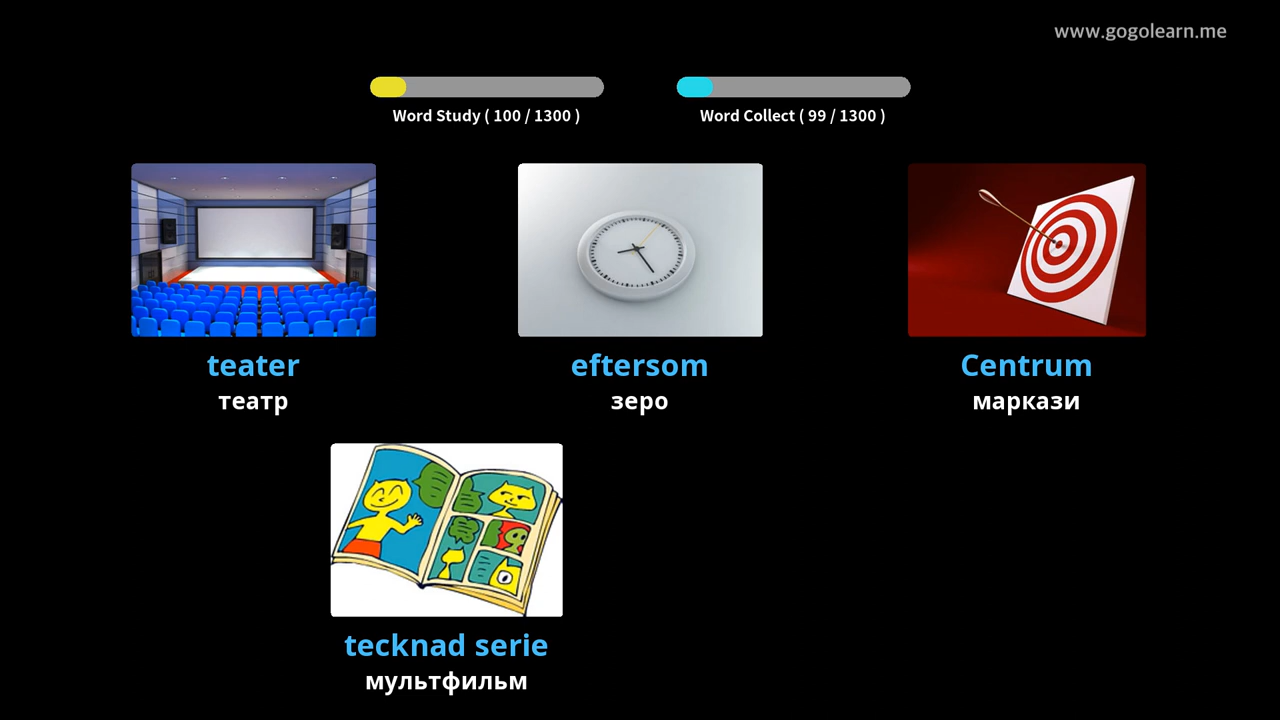 www.gogolearn.me
Word Study ( 100 / 1300 )
Word Collect ( 99 / 1300 )
teater
театр
eftersom
зеро
Centrum
маркази
tecknad serie
мультфильм